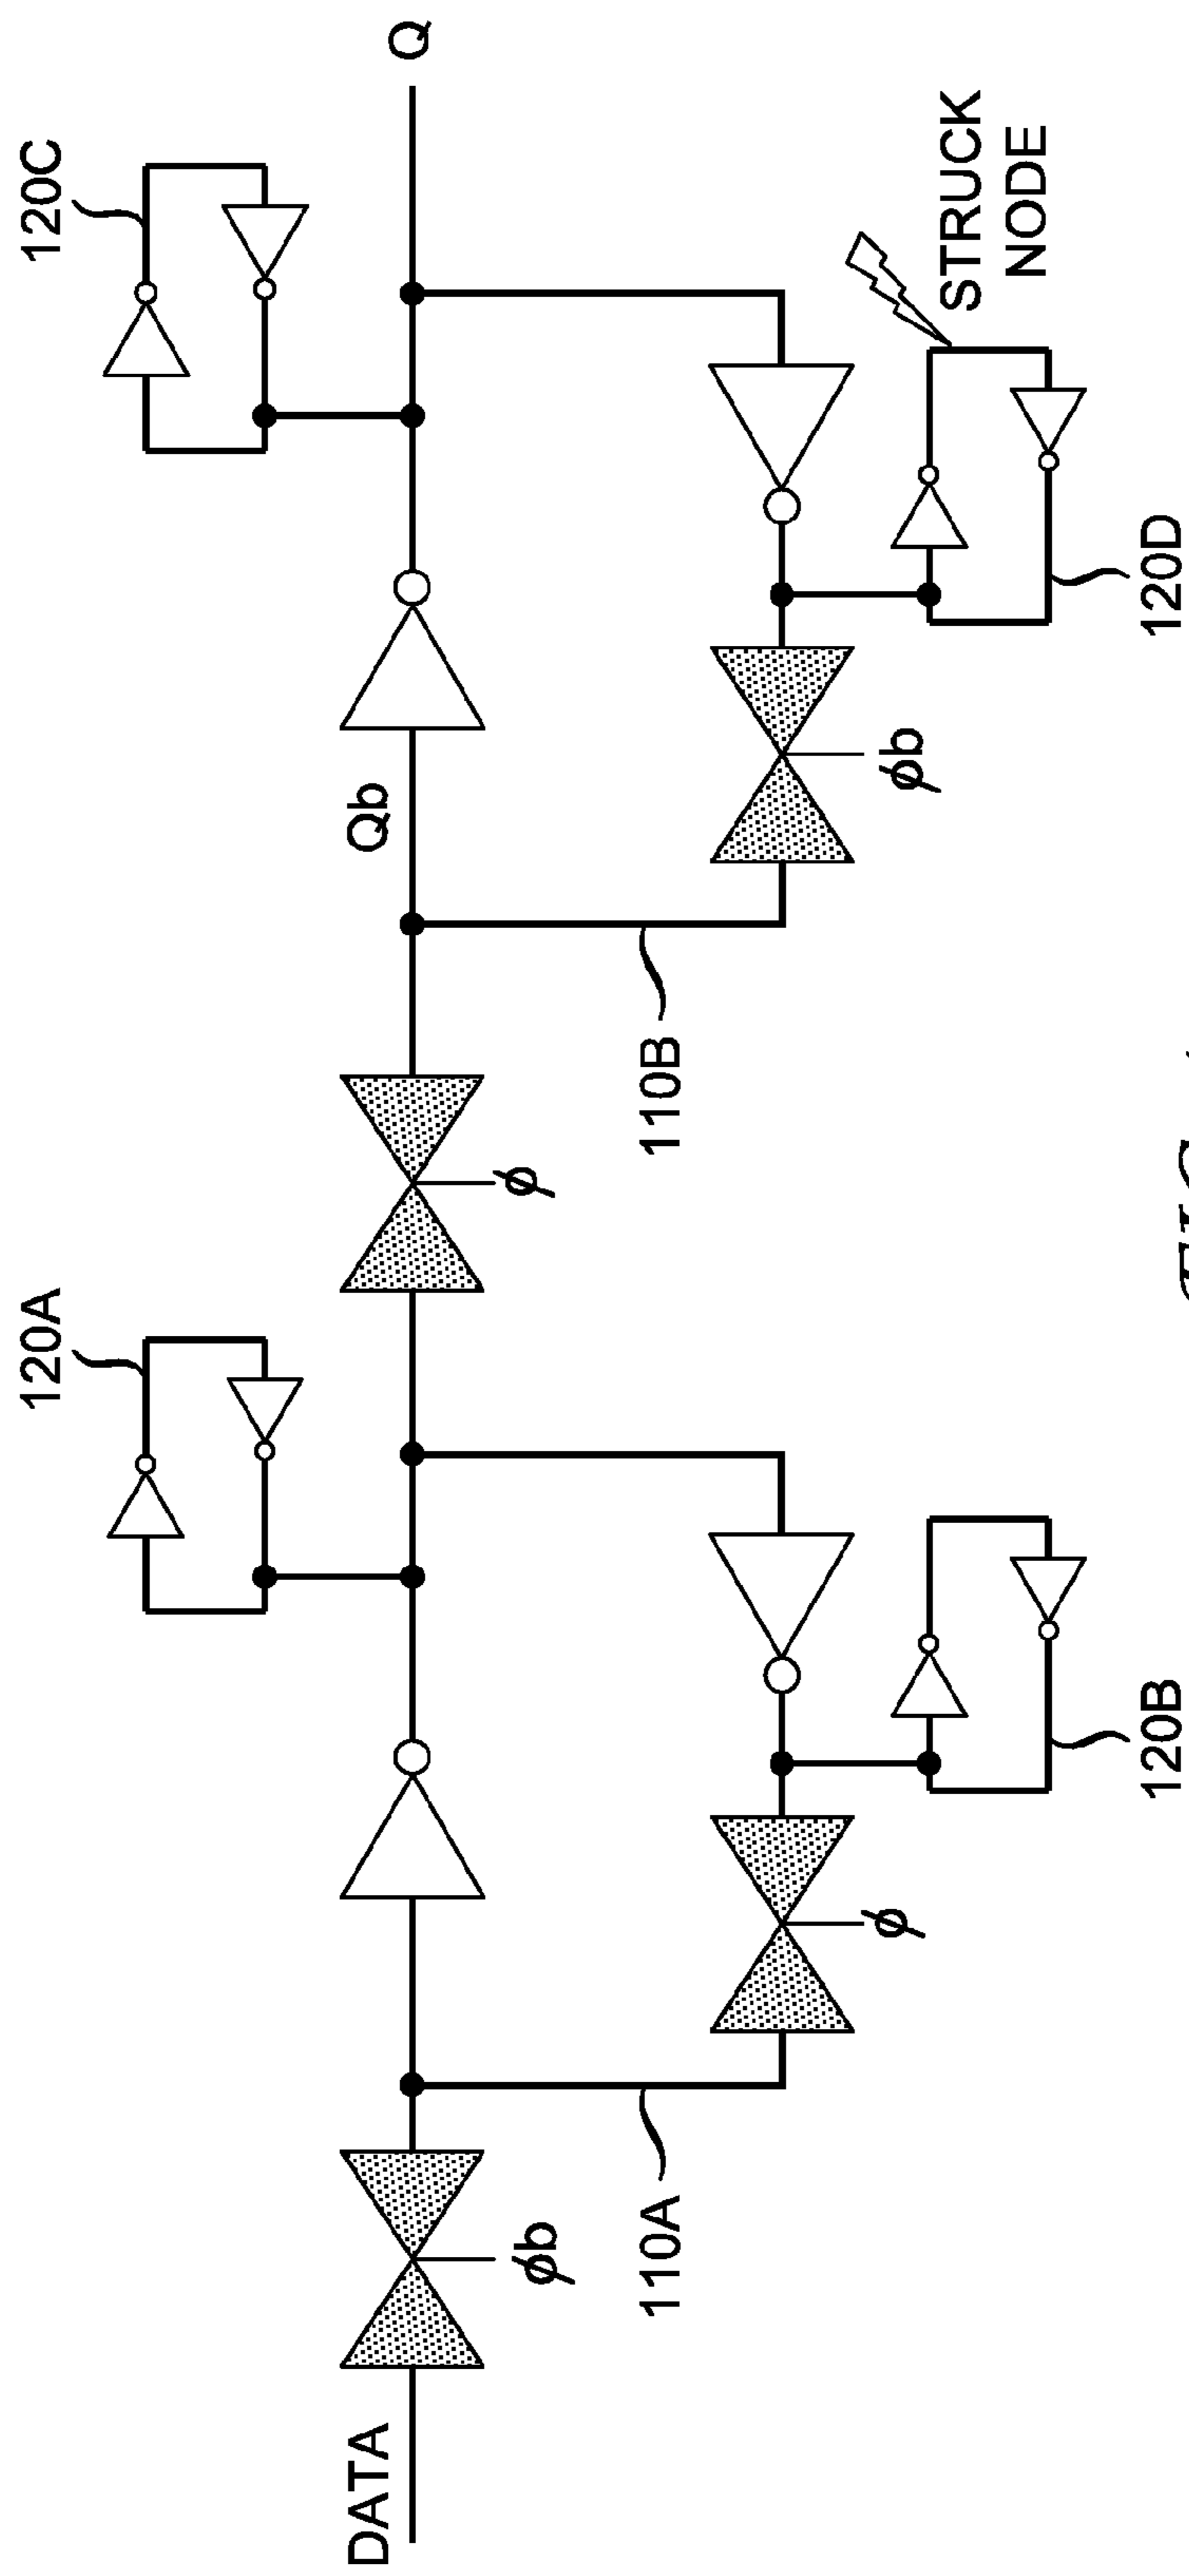 120A
120C
DATA
Qb
Q
ϕb
ϕ
110A
110B
ϕ
ϕb
STRUCK
NODE
120B
120D